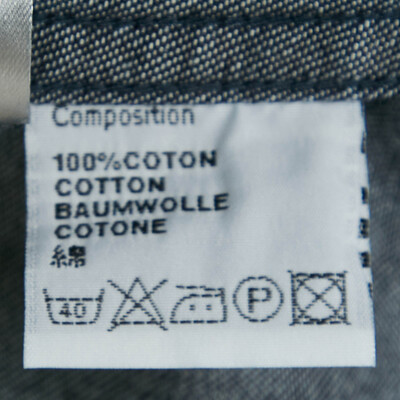 Composition
100%COTON
COTTON
BAUMWOLLE
COTONE
綿
40 P